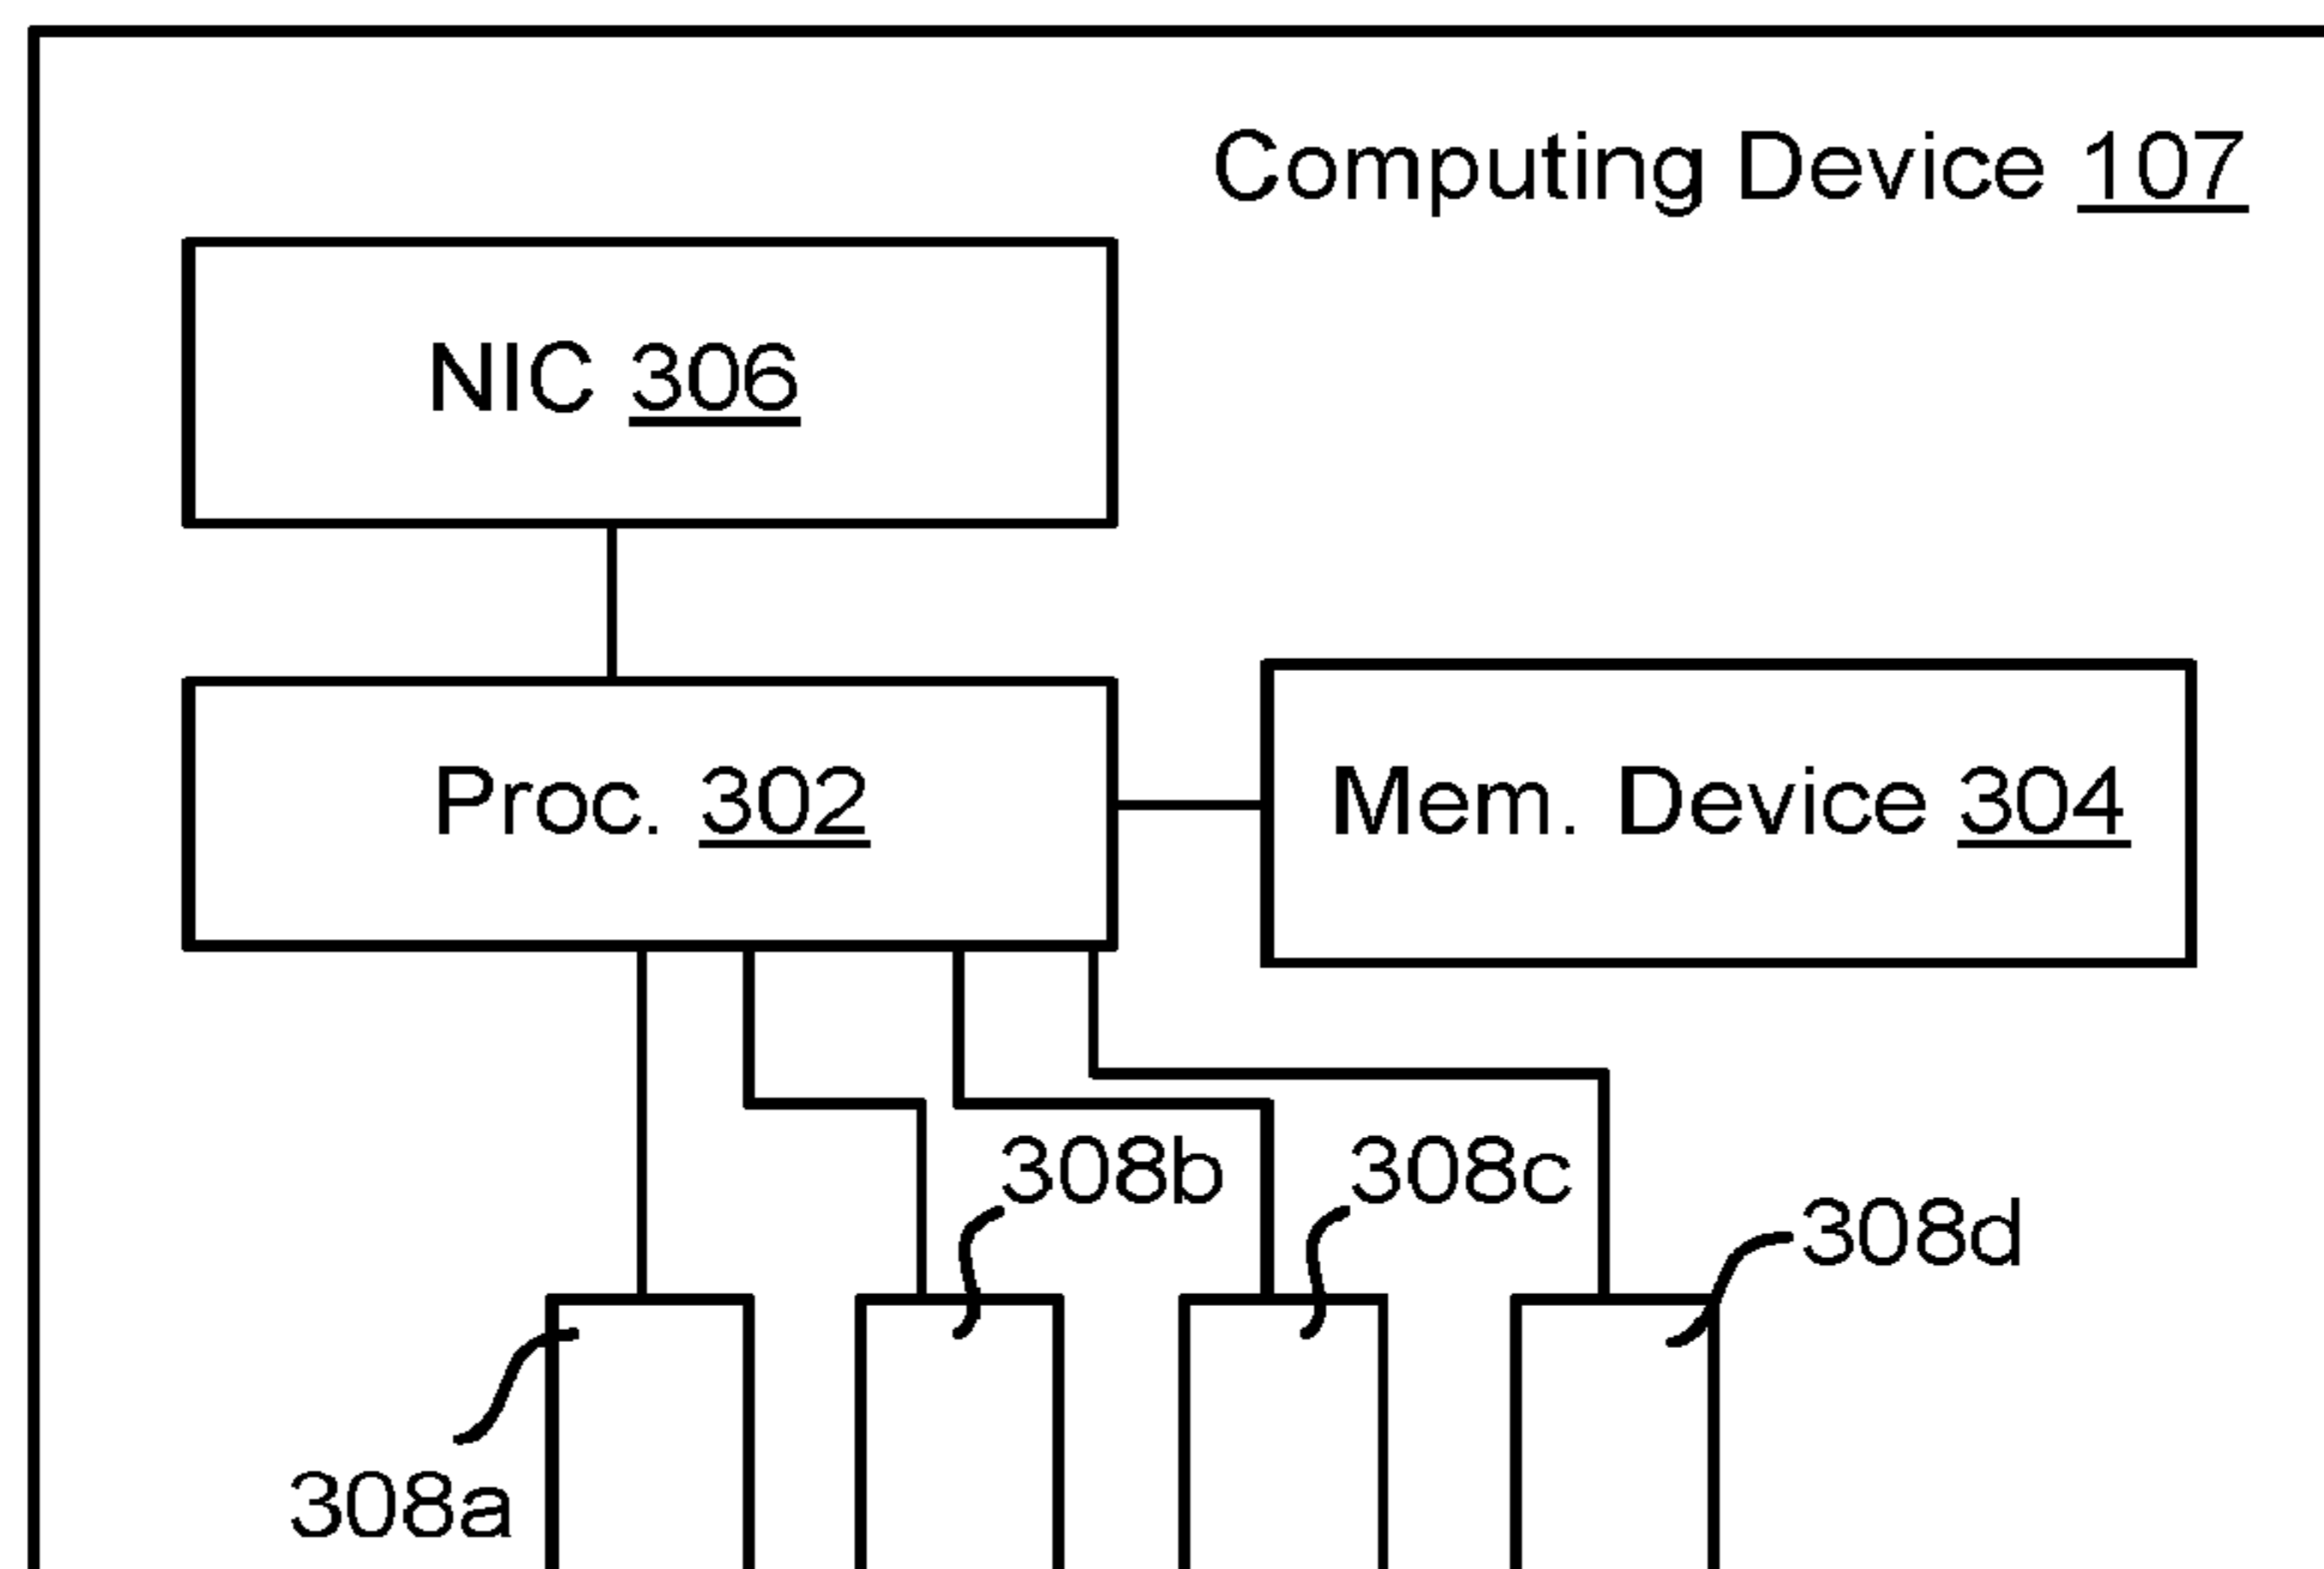 Computing Device 107
NIC 306
Proc. 302
Mem. Device 304
308b
308c
308d
308a